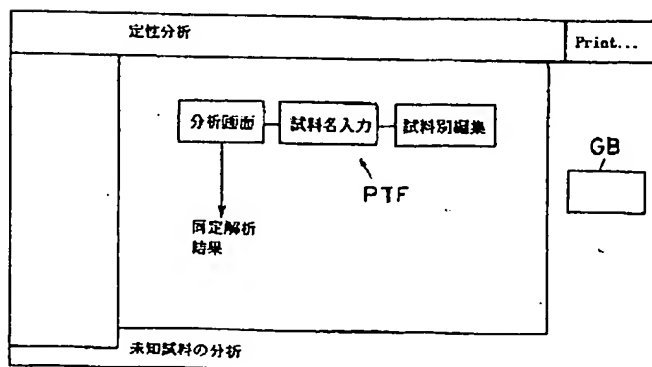 定性分析
Print...
分析画面
試料名入力
試料別編集
GB
PTF
同定解析
結果
未知試料の分析